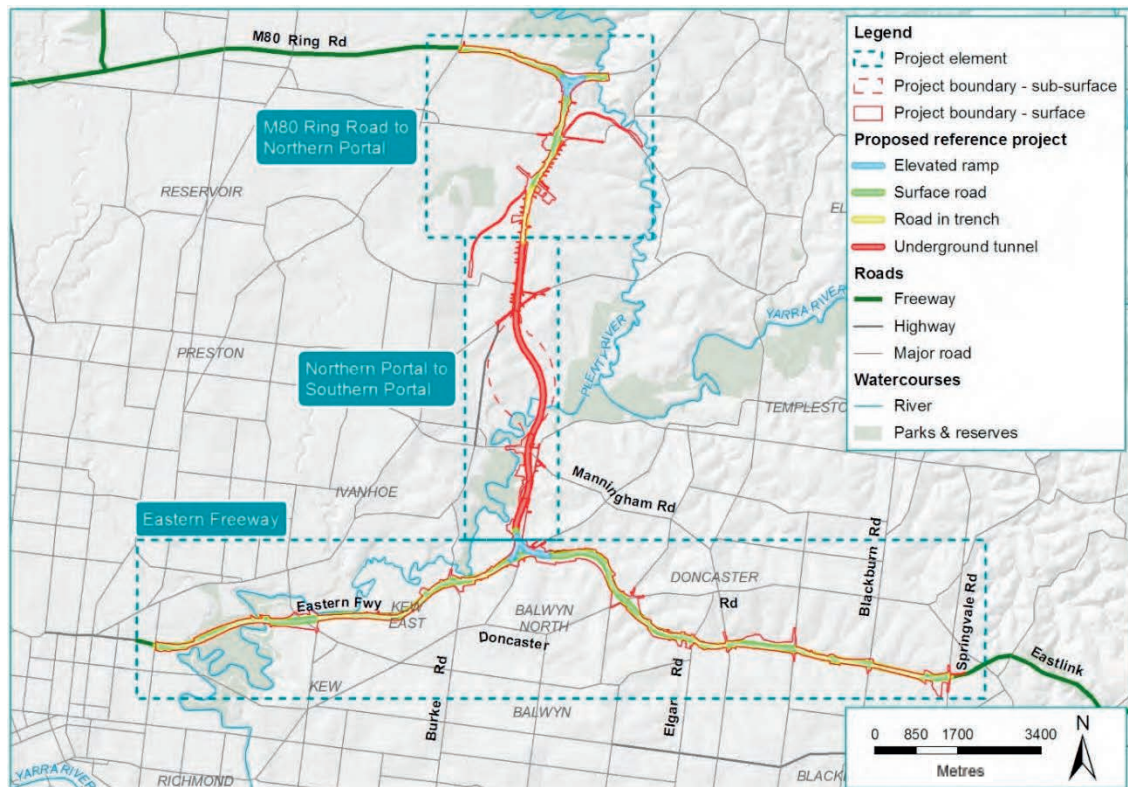 M80 Ring Rd
M80 Ring Road to
Northern Portal
RESERVOIR
EL
YARRA RIVER
PRESTON
Northern Portal to
Southern Portal
PLENTY RIVER
TEMPLESTO
IVANHOE
Manningham Rd
Eastern Freeway
Blackburn Rd
Springvale Rd
DONCASTER
Eastern Fwy
KEW
EAST
BALWYN
NORTH
Doncaster
Rd
Eastlink
KEW
Burke Rd
BALWYN
Elgar Rd
RICHMOND
YARRA RIVER
BLACK
Legend
Project element
Project boundary - sub-surface
Project boundary - surface
Proposed reference project
Elevated ramp
Surface road
Road in trench
Underground tunnel
Roads
Freeway
Highway
Major road
Watercourses
River
Parks & reserves
0 850 1700 3400
Metres
N